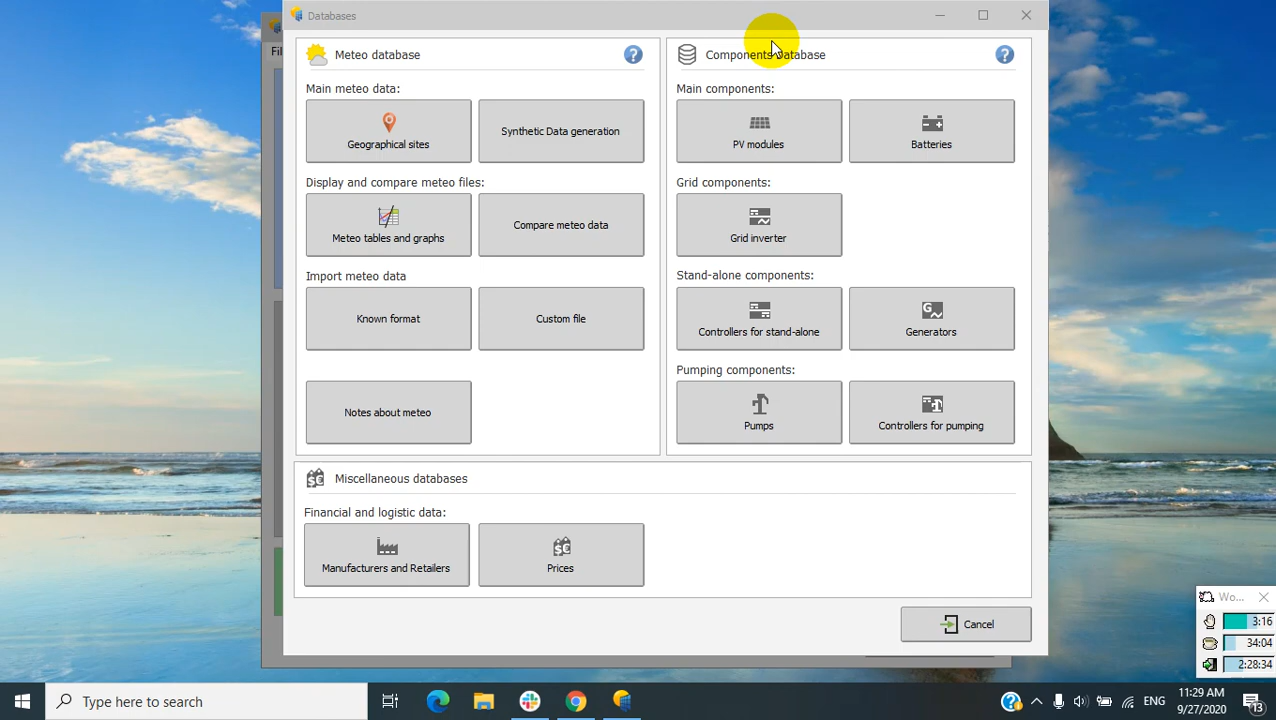 Databases
Fil
Meteo database
?
Main meteo data:
Geographical sites
Synthetic Data generation
Display and compare meteo files:
Meteo tables and graphs
Compare meteo data
Import meteo data
Known format
Custom file
Notes about meteo
Components Database
?
Main components:
PV modules
Batteries
Grid components:
Grid inverter
Stand-alone components:
Controllers for stand-alone
G
Generators
Pumping components:
Pumps
Controllers for pumping
Miscellaneous databases
Financial and logistic data:
Manufacturers and Retailers
Prices
Cancel
Wo...
3:16
34:04
2:28:34
Type here to search
ENG
11:29 AM
9/27/2020
13